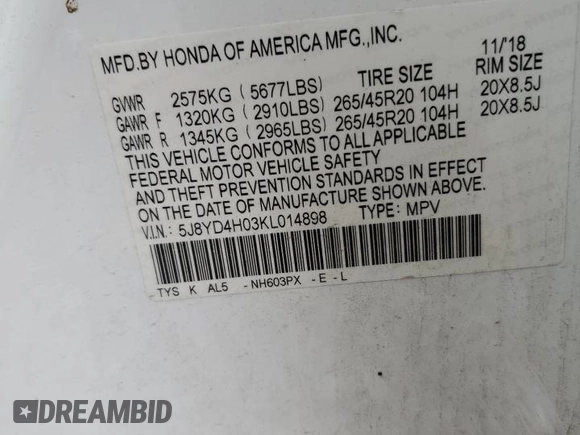 MFD.BY HONDA OF AMERICA MFG.,INC. 11/'18
TIRE SIZE RIM SIZE
GVWR 2575KG ( 5677LBS)
GAWR F 1320KG ( 2910LBS) 265/45R20 104H 20X8.5J
GAWR R 1345KG ( 2965LBS) 265/45R20 104H 20X8.5J
THIS VEHICLE CONFORMS TO ALL APPLICABLE
FEDERAL MOTOR VEHICLE SAFETY
AND THEFT PREVENTION STANDARDS IN EFFECT
ON THE DATE OF MANUFACTURE SHOWN ABOVE.
V.I.N: 5J8YD4H03KL014898 TYPE: MPV
TYS K AL5 -NH603PX -E-L
DREAMBID